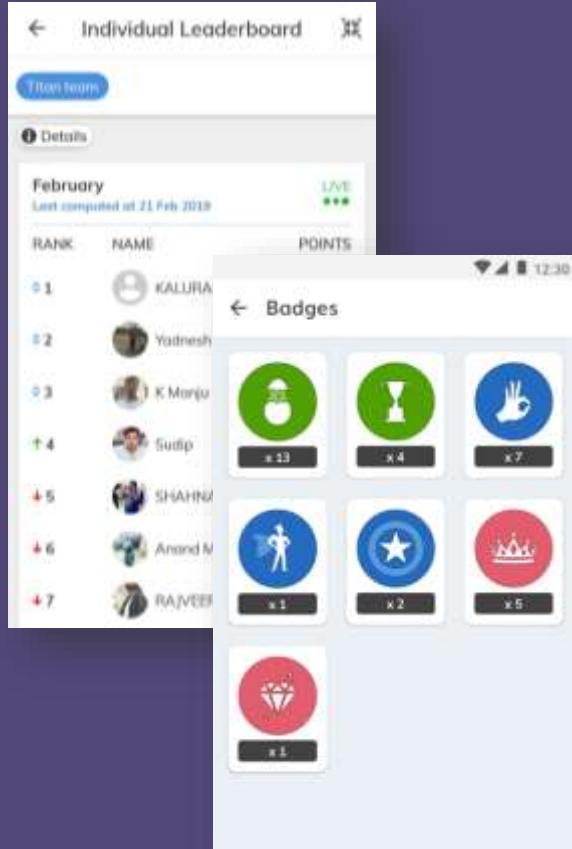 Individual Leaderboard
Titan team
Details
February
LIVE
Last computed at 21 Feb 2019
RANK NAME POINTS
1 KALURA
2 Yadnesh
3 K Manju
4 Sudip
5 SHAHNA
6 Anand M
7 RAJVEER
12:30
Badges
x 13 x 4 x 7
x 1 x 2 x 5
x 1